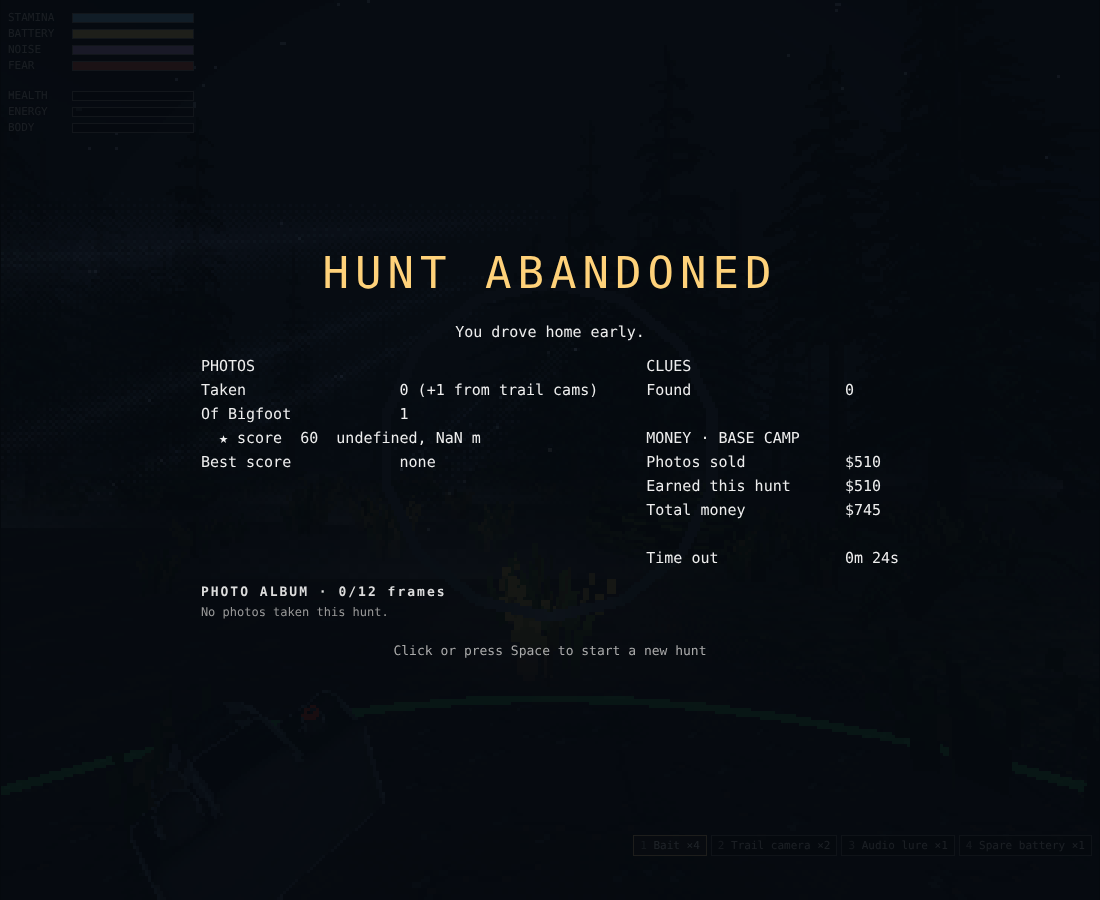 STAMINA
BATTERY
NOISE
FEAR
HEALTH
ENERGY
BODY
HUNT ABANDONED
You drove home early.
PHOTOS
Taken 0 (+1 from trail cams)
Of Bigfoot 1
★ score 60 undefined, NaN m
Best score none
CLUES
Found 0
MONEY · BASE CAMP
Photos sold $510
Earned this hunt $510
Total money $745
Time out 0m 24s
PHOTO ALBUM · 0/12 frames
No photos taken this hunt.
Click or press Space to start a new hunt
1 Bait ×4 2 Trail camera ×2 3 Audio lure ×1 4 Spare battery ×1